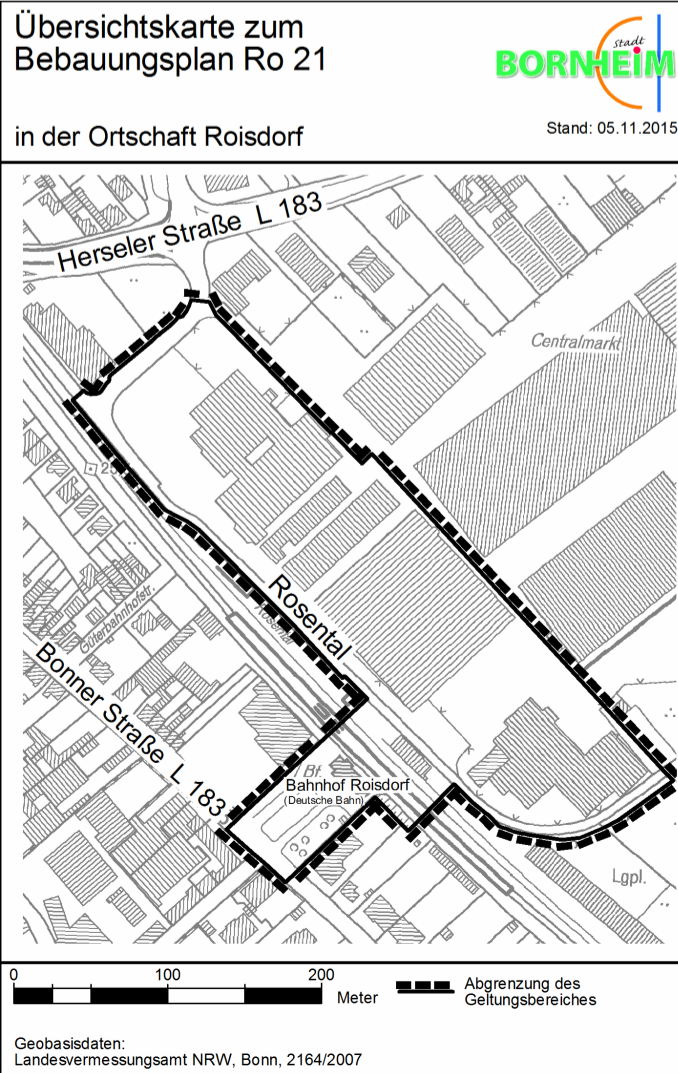 Übersichtskarte zum
Bebauungsplan Ro 21
in der Ortschaft Roisdorf
Stadt
BORNHEiM
Stand: 05.11.2015
Herseler Straße L 183
Centralmarkt
Rosental
Rosental
Güterbahnhofstr.
Bonner Straße L 183
Bf.
Bahnhof Roisdorf
(Deutsche Bahn)
Lgpl.
0 100 200
Meter
Abgrenzung des
Geltungsbereiches
Geobasisdaten:
Landesvermessungsamt NRW, Bonn, 2164/2007